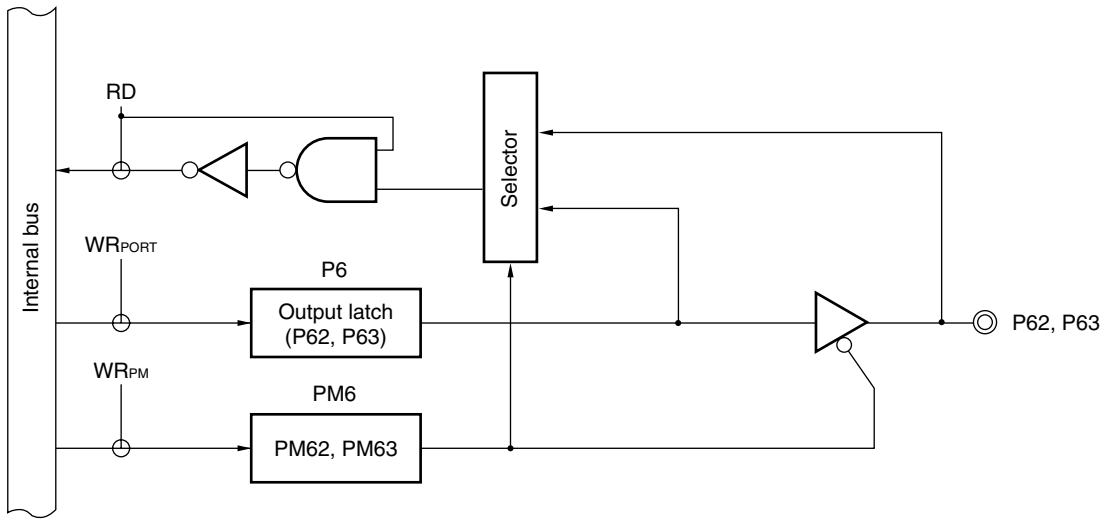 RD
Internal bus
Selector
WRPORT
P6
Output latch
(P62, P63)
P62, P63
WRPM
PM6
PM62, PM63